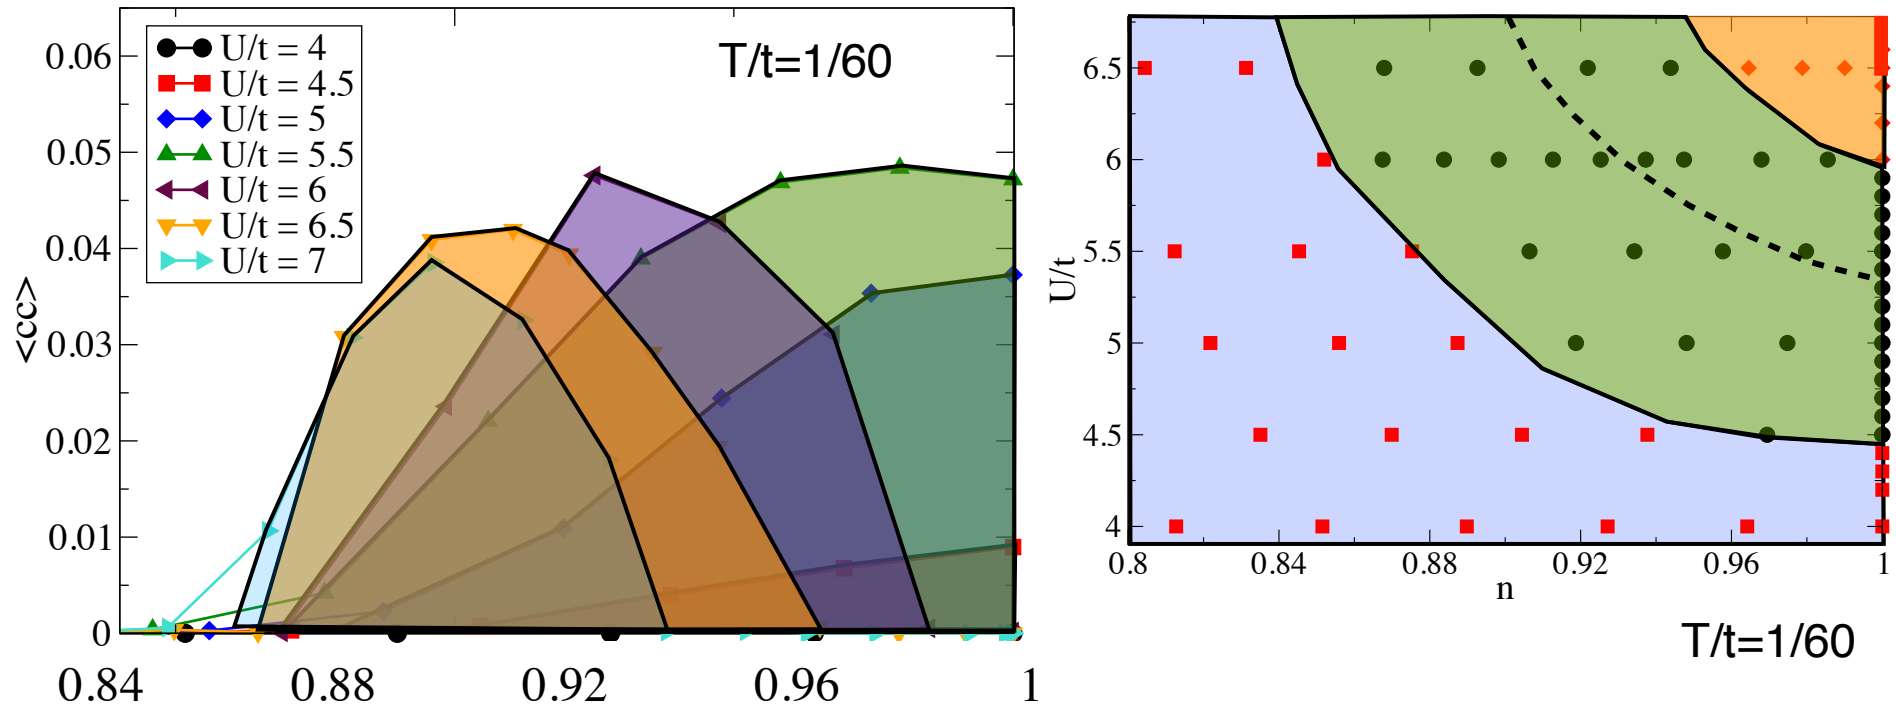 0.06
0.05
0.04
0.03
0.02
0.01
0
<cc>
U/t = 4
U/t = 4.5
U/t = 5
U/t = 5.5
U/t = 6
U/t = 6.5
U/t = 7
T/t=1/60
0.84 0.88 0.92 0.96 1
6.5
6
5.5
5
4.5
4
U/t
0.8 0.84 0.88 0.92 0.96 1
n
T/t=1/60